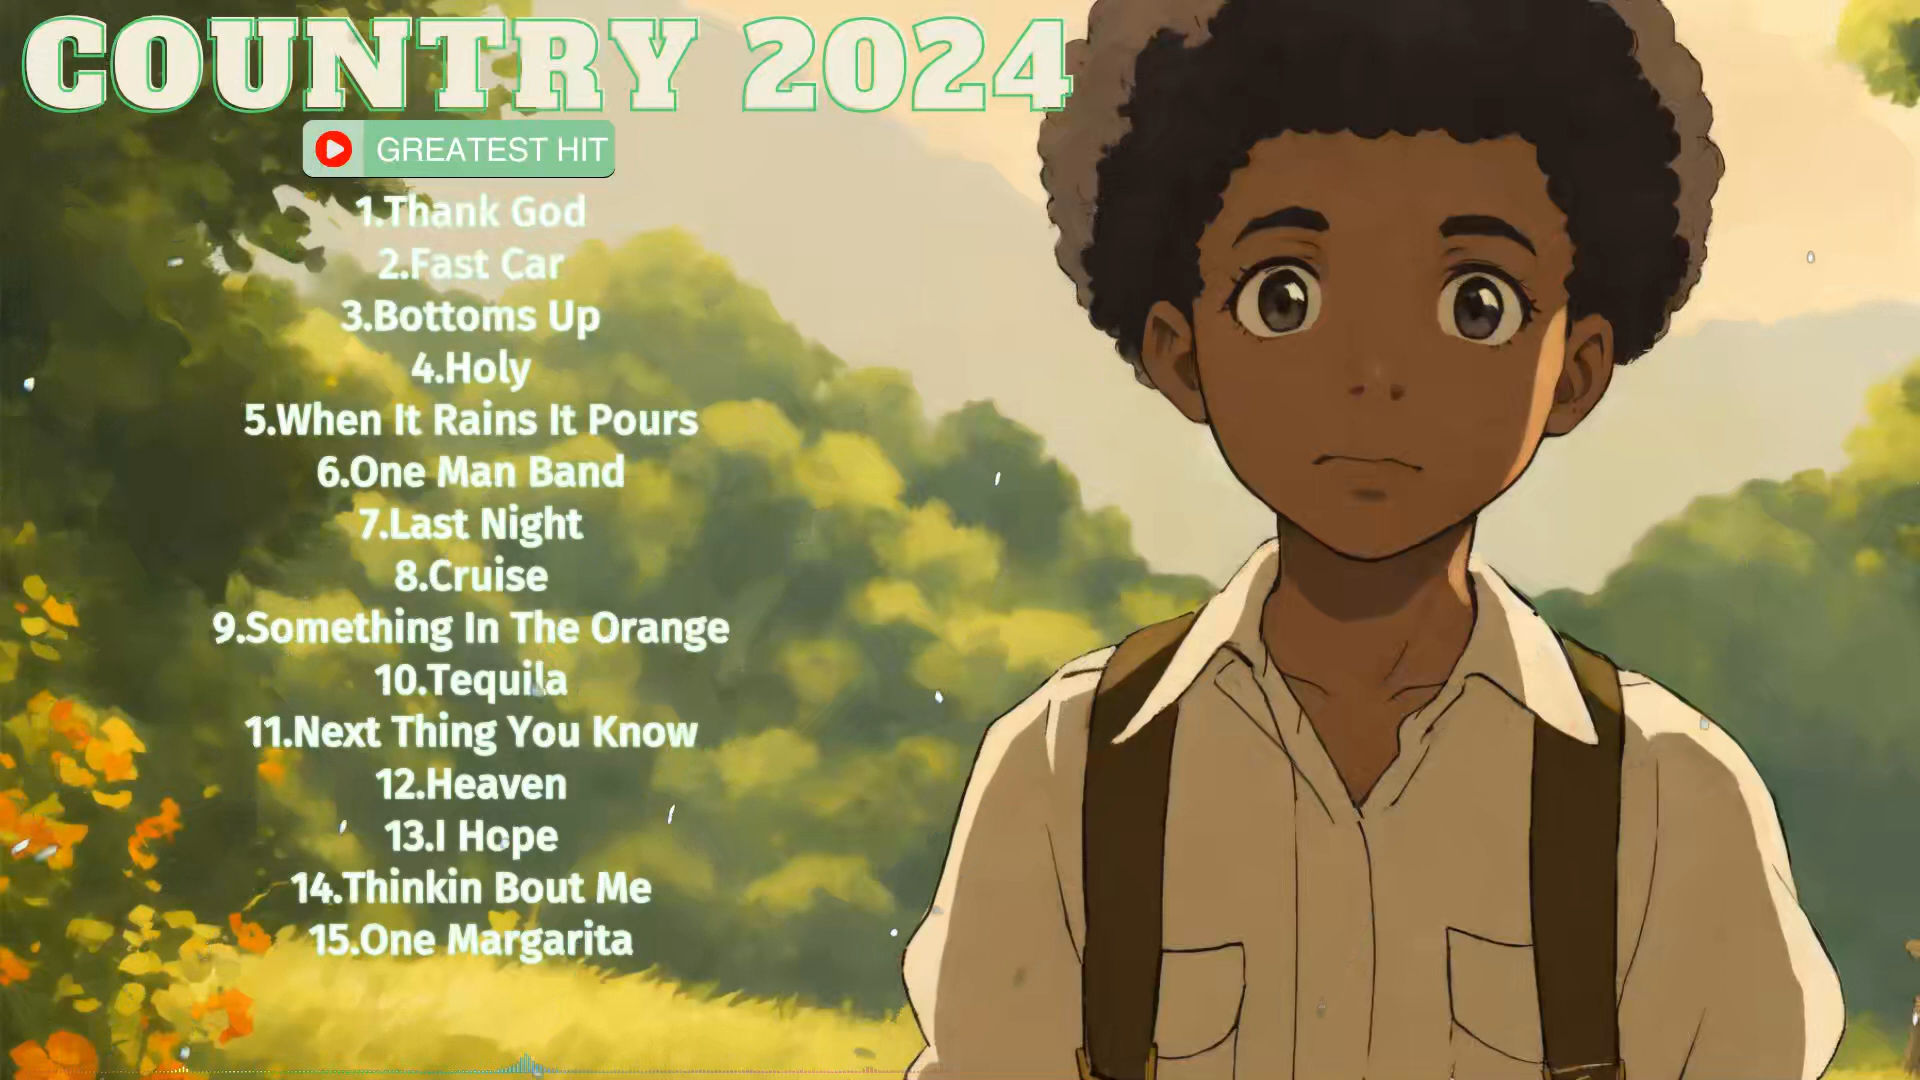 COUNTRY 2024
GREATEST HIT
1.Thank God
2.Fast Car
3.Bottoms Up
4.Holy
5.When It Rains It Pours
6.One Man Band
7.Last Night
8.Cruise
9.Something In The Orange
10.Tequila
11.Next Thing You Know
12.Heaven
13.I Hope
14.Thinkin Bout Me
15.One Margarita